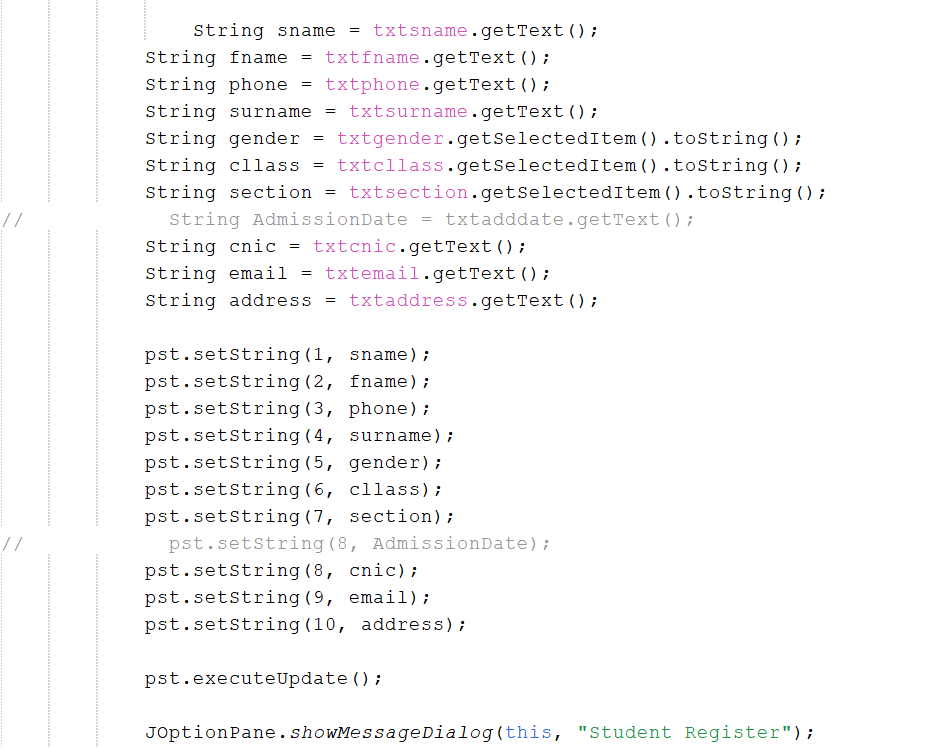 String sname = txtsname.getText();
String fname = txtfname.getText();
String phone = txtphone.getText();
String surname = txtsurname.getText();
String gender = txtgender.getSelectedItem().toString();
String cllass = txtcllass.getSelectedItem().toString();
String section = txtsection.getSelectedItem().toString();
// String AdmissionDate = txtadddate.getText();
String cnic = txtcnic.getText();
String email = txtemail.getText();
String address = txtaddress.getText();
pst.setString(1, sname);
pst.setString(2, fname);
pst.setString(3, phone);
pst.setString(4, surname);
pst.setString(5, gender);
pst.setString(6, cllass);
pst.setString(7, section);
// pst.setString(8, AdmissionDate);
pst.setString(8, cnic);
pst.setString(9, email);
pst.setString(10, address);
pst.executeUpdate();
JOptionPane.showMessageDialog(this, "Student Register");